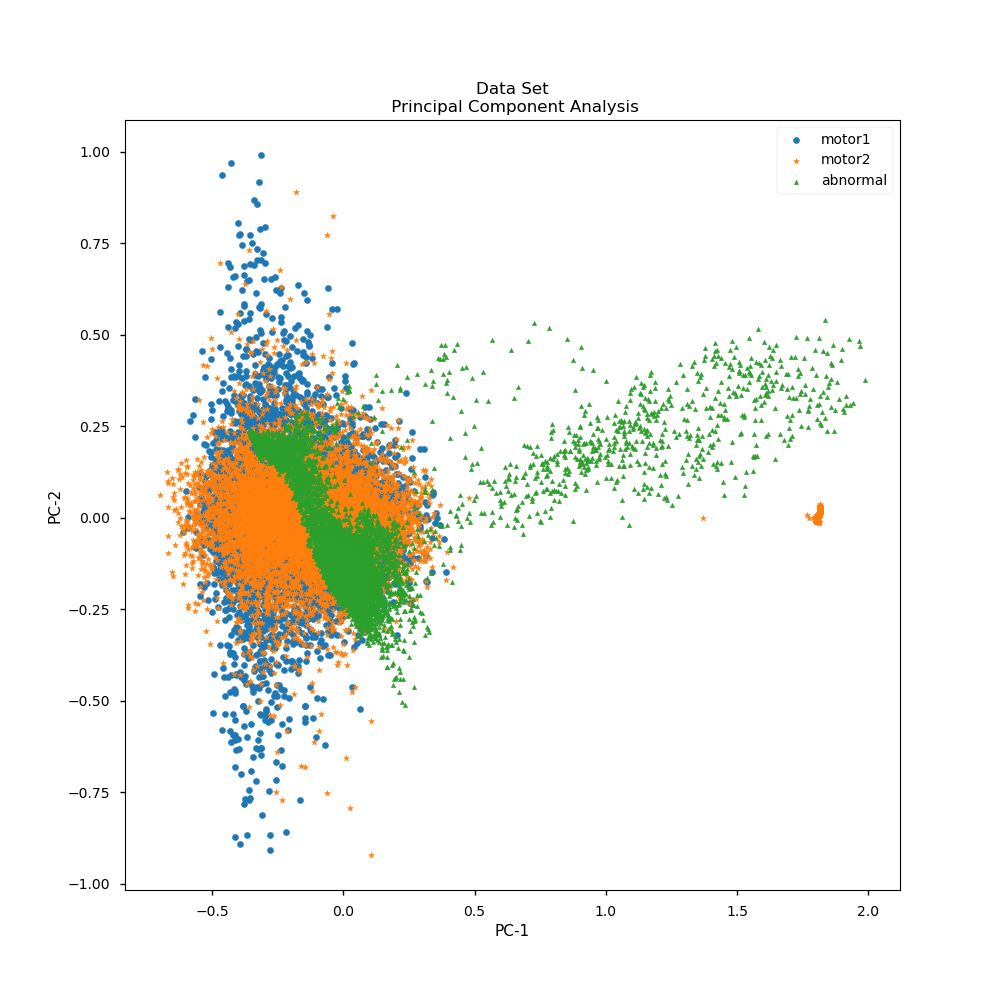 Data Set
Principal Component Analysis
motor1
motor2
abnormal
1.00
0.75
0.50
0.25
0.00
−0.25
−0.50
−0.75
−1.00
PC-2
−0.5
0.0
0.5
1.0
1.5
2.0
PC-1